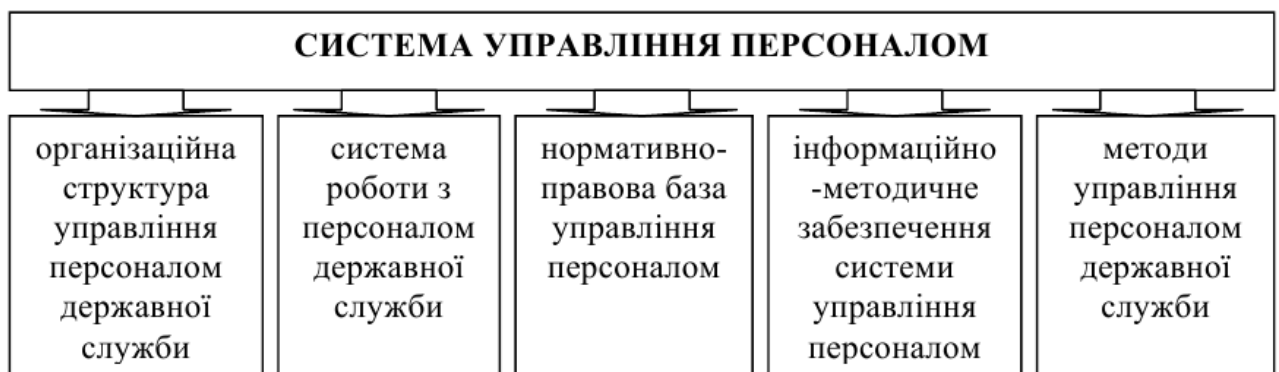 СИСТЕМА УПРАВЛІННЯ ПЕРСОНАЛОМ
організаційна
структура
управління
персоналом
державної
служби
система
роботи з
персоналом
державної
служби
нормативно-
правова база
управління
персоналом
інформаційно
-методичне
забезпечення
системи
управління
персоналом
методи
управління
персоналом
державної
служби